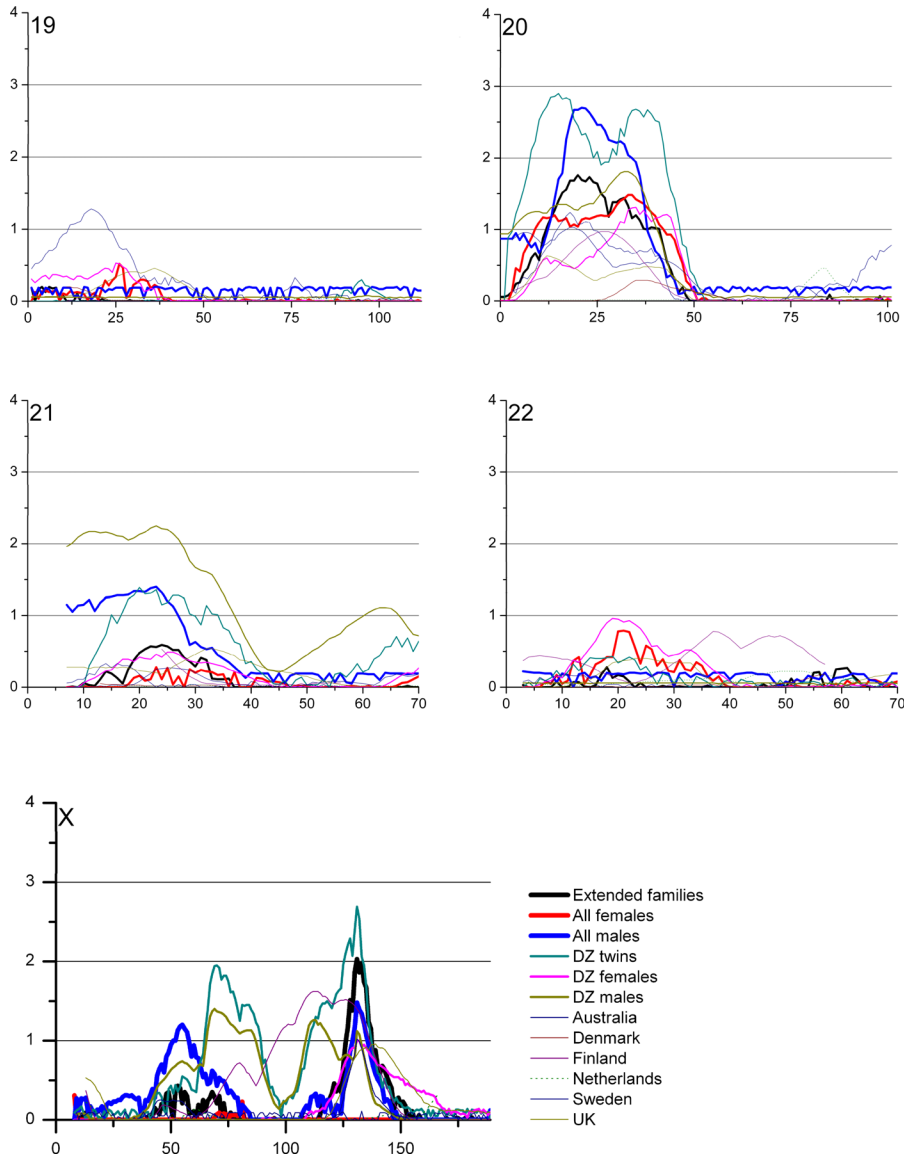 4
19
3
2
1
0
0 25 50 75 100
4
20
3
2
1
0
0 25 50 75 100
4
21
3
2
1
0
0 10 20 30 40 50 60 70
4
22
3
2
1
0
0 10 20 30 40 50 60 70
4
X
3
2
1
0
0 50 100 150
Extended families
All females
All males
DZ twins
DZ females
DZ males
Australia
Denmark
Finland
Netherlands
Sweden
UK